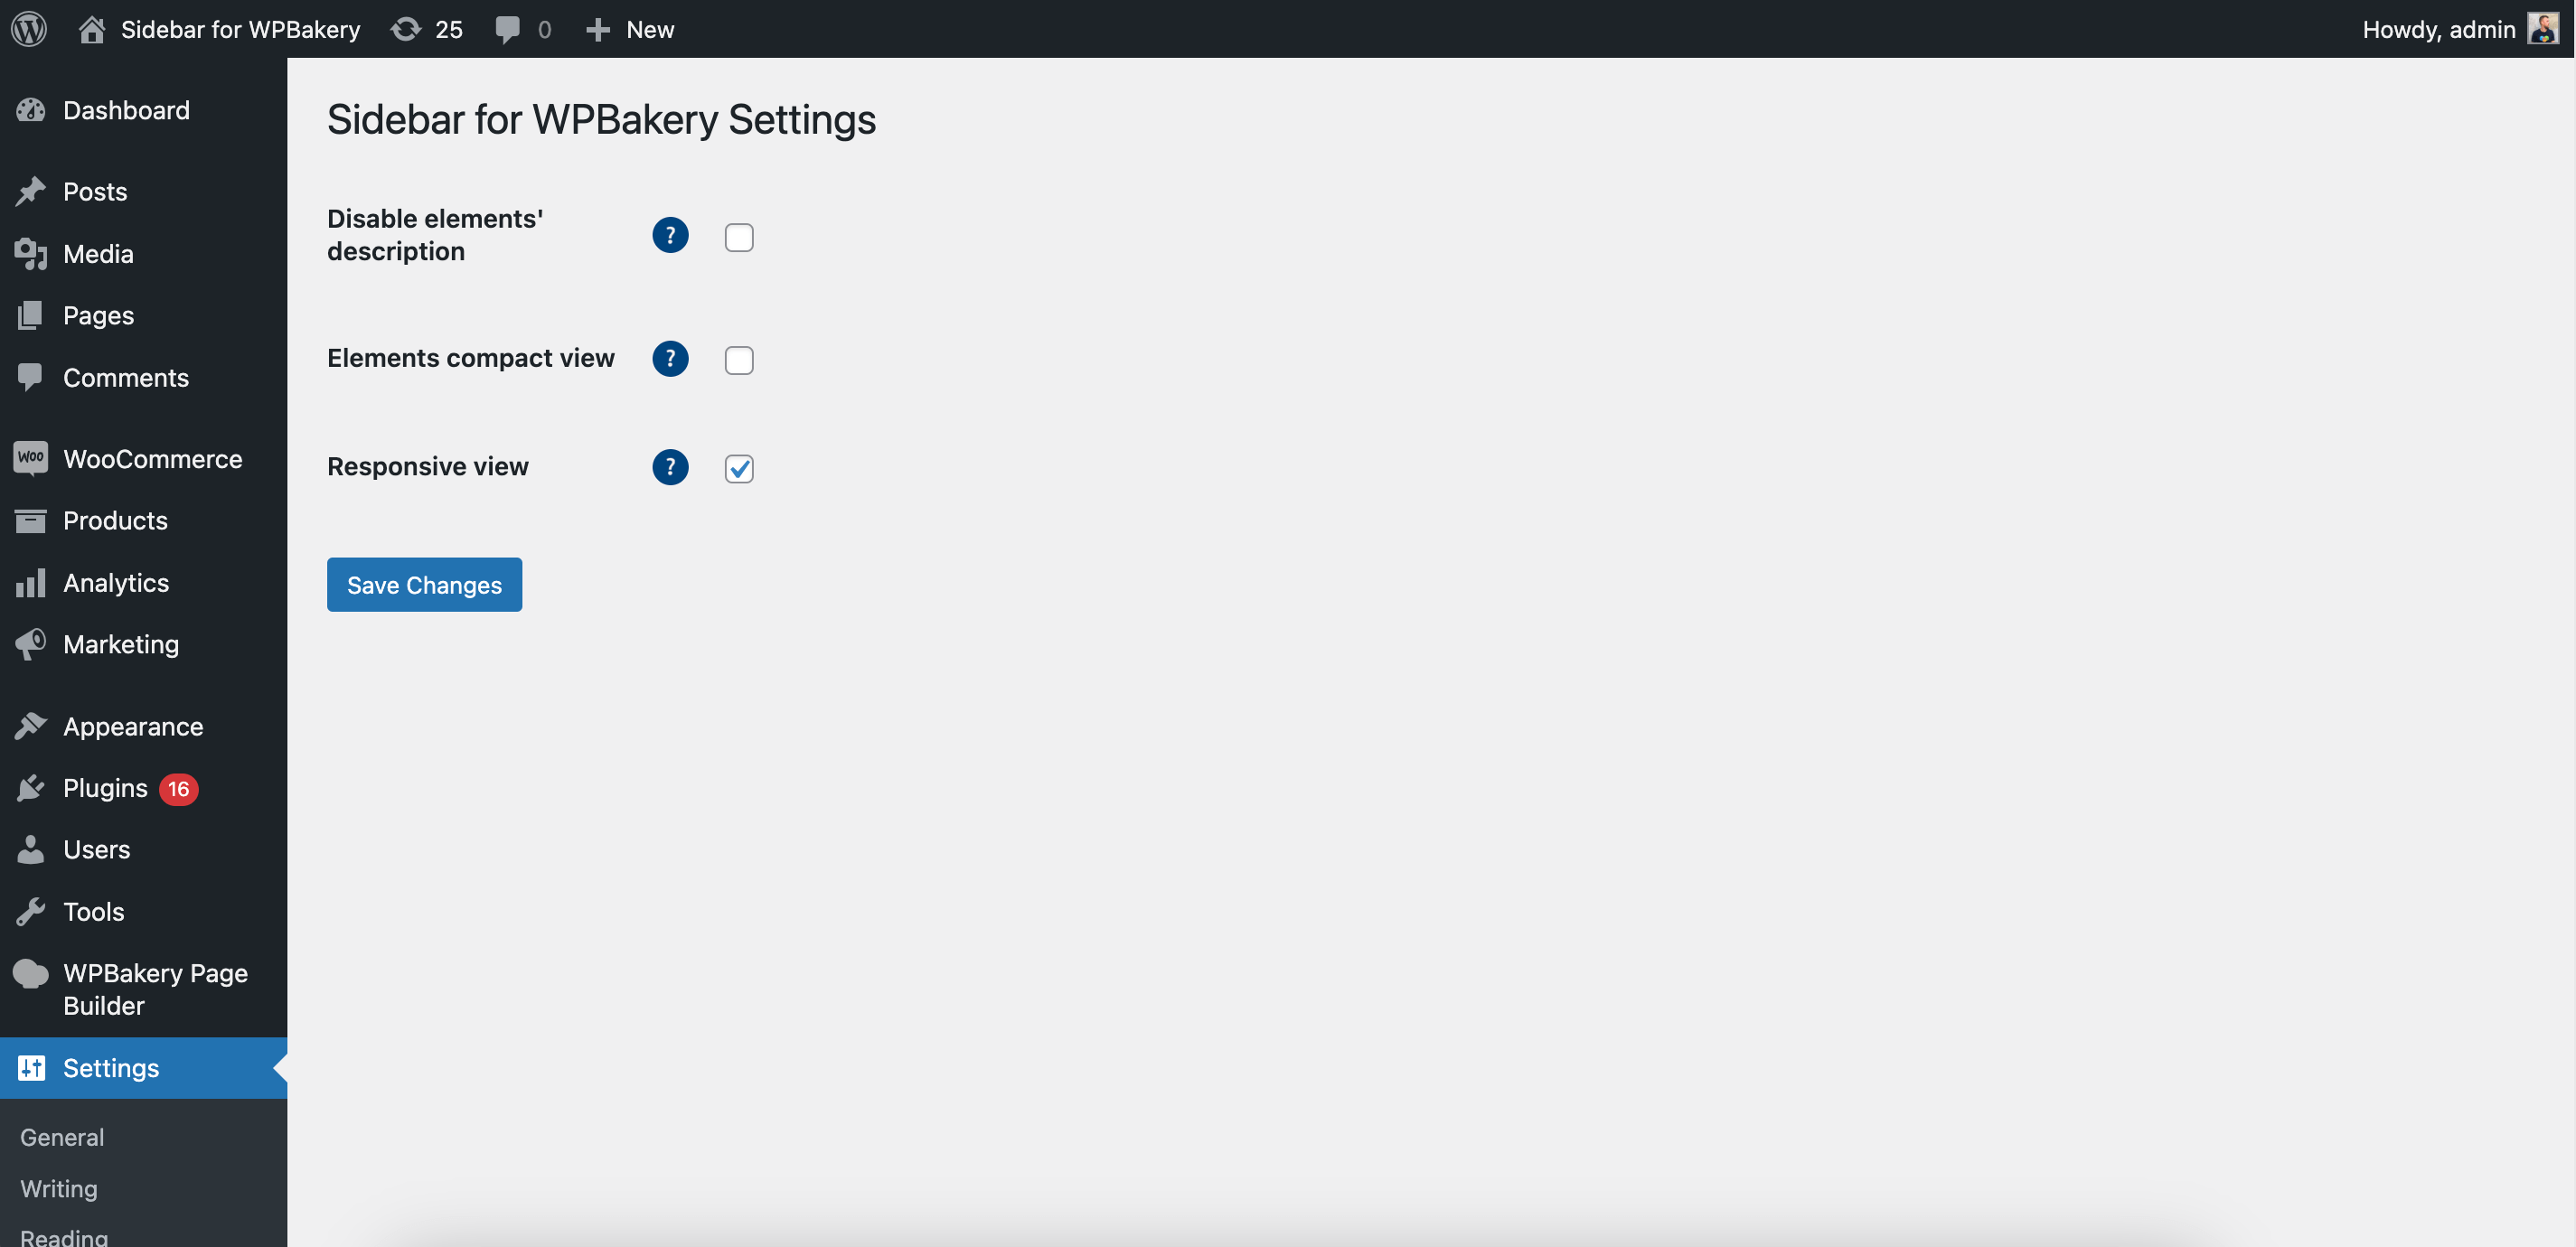 Sidebar for WPBakery 25 0 New Howdy, admin
Dashboard
Posts
Media
Pages
Comments
WOO WooCommerce
Products
Analytics
Marketing
Appearance
Plugins 16
Users
Tools
WPBakery Page
Builder
Settings
General
Writing
Reading
Sidebar for WPBakery Settings
Disable elements'
description ?
Elements compact view ?
Responsive view ?
Save Changes